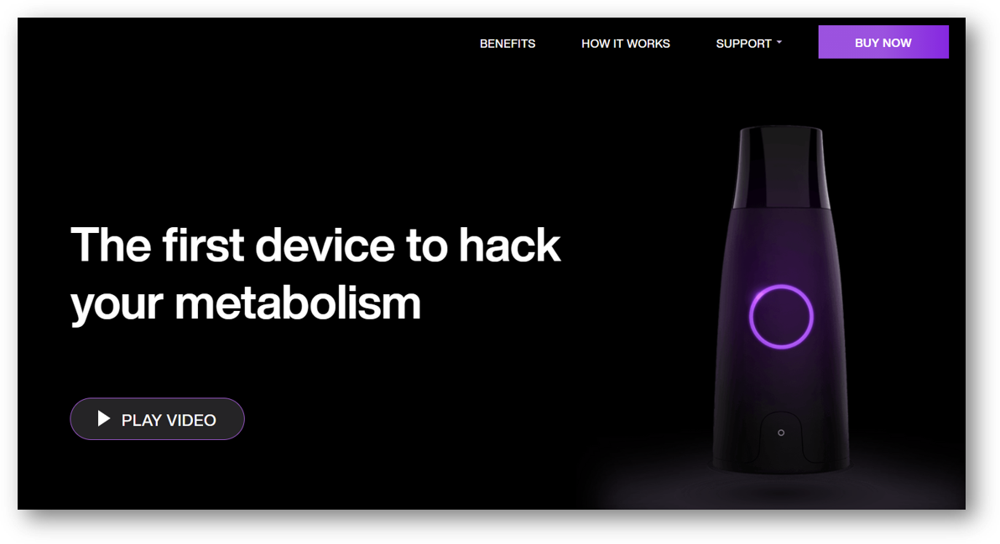 BENEFITS
HOW IT WORKS
SUPPORT
BUY NOW
The first device to hack
your metabolism
PLAY VIDEO